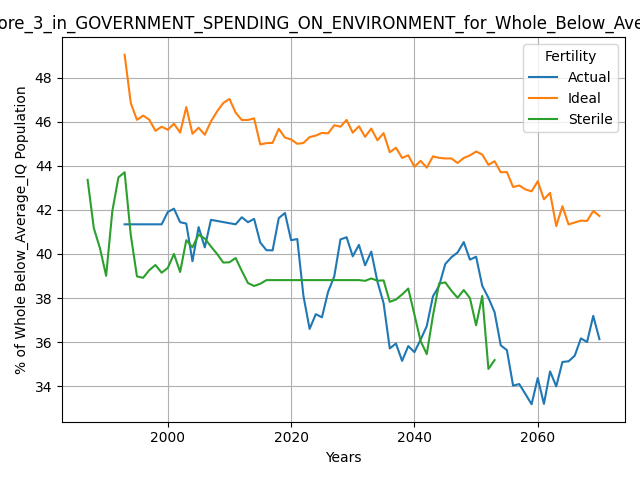 ore_3_in_GOVERNMENT_SPENDING_ON_ENVIRONMENT_for_Whole_Below_Ave
Fertility
Actual
Ideal
Sterile
% of Whole Below_Average_IQ Population
48
46
44
42
40
38
36
34
2000
2020
2040
2060
Years